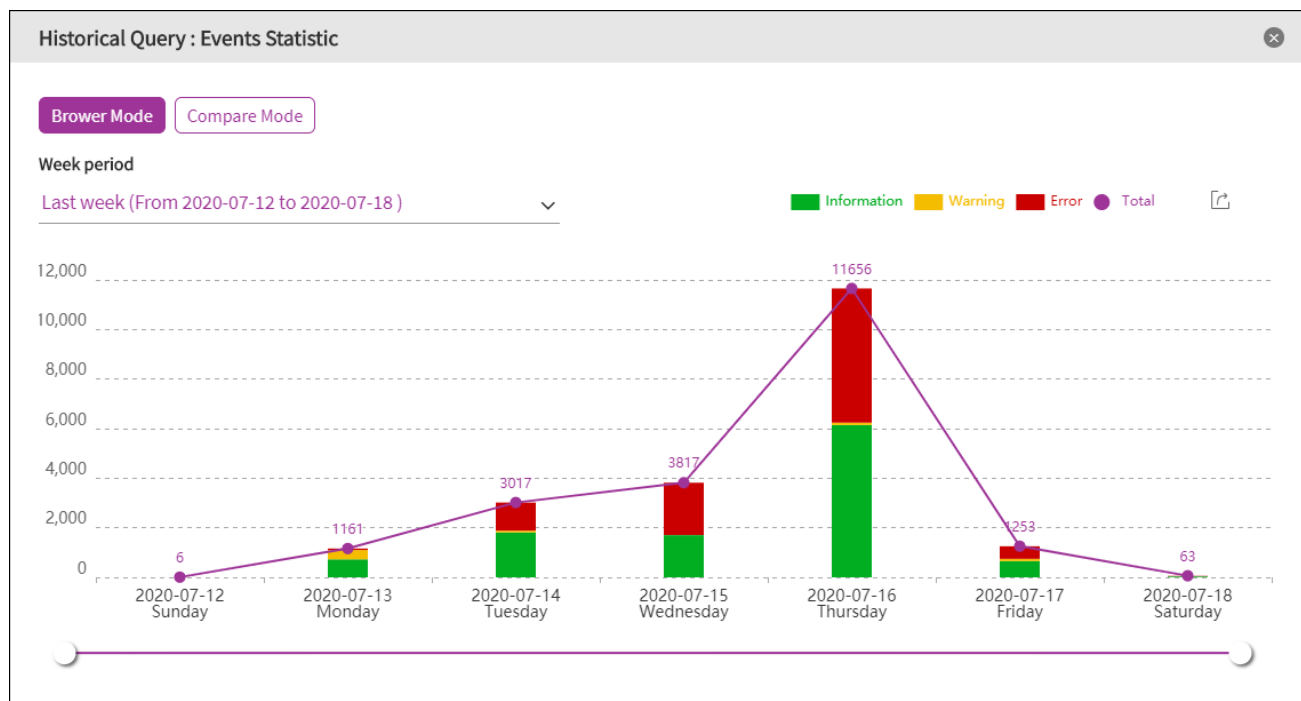 Historical Query : Events Statistic
Brower Mode
Compare Mode
Week period
Last week (From 2020-07-12 to 2020-07-18 )
Information Warning Error Total
12,000
10,000
8,000
6,000
4,000
2,000
0
6
1161
3017
3817
11656
1253
63
2020-07-12 2020-07-13 2020-07-14 2020-07-15 2020-07-16 2020-07-17 2020-07-18
Sunday Monday Tuesday Wednesday Thursday Friday Saturday